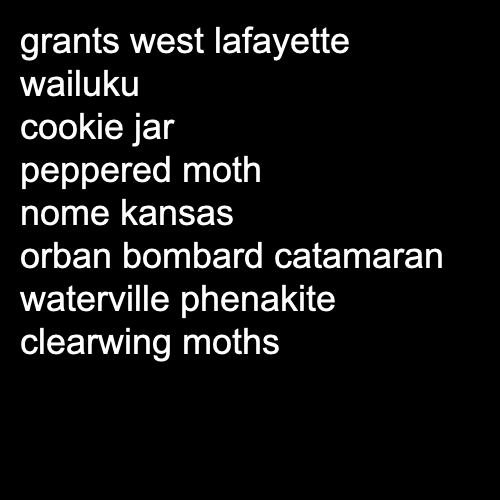 grants west lafayette
wailuku
cookie jar
peppered moth
nome kansas
orban bombard catamaran
waterville phenakite
clearwing moths